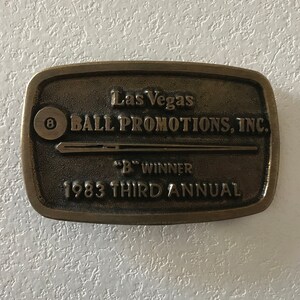 Las Vegas
8 BALL PROMOTIONS, INC.
"B" WINNER
1983 THIRD ANNUAL